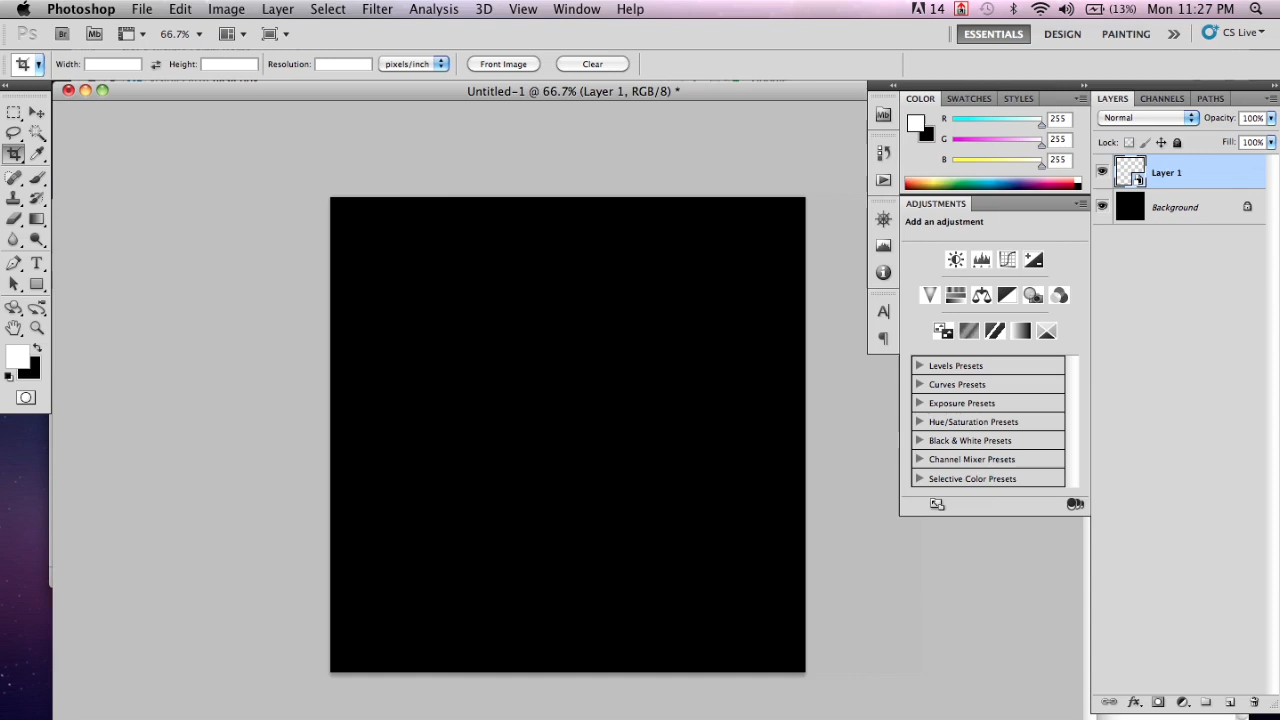 Photoshop File Edit Image Layer Select Filter Analysis 3D View Window Help 14 (13%) Mon 11:27 PM
Ps Br Mb 66.7% ESSENTIALS DESIGN PAINTING CS Live
Width: Height: Resolution: pixels/inch Front Image Clear
Untitled-1 @ 66.7% (Layer 1, RGB/8) *
Mb
COLOR SWATCHES STYLES
R 255
G 255
B 255
ADJUSTMENTS
Add an adjustment
Levels Presets
Curves Presets
Exposure Presets
Hue/Saturation Presets
Black & White Presets
Channel Mixer Presets
Selective Color Presets
LAYERS CHANNELS PATHS
Normal Opacity: 100%
Lock: Fill: 100%
Layer 1
Background